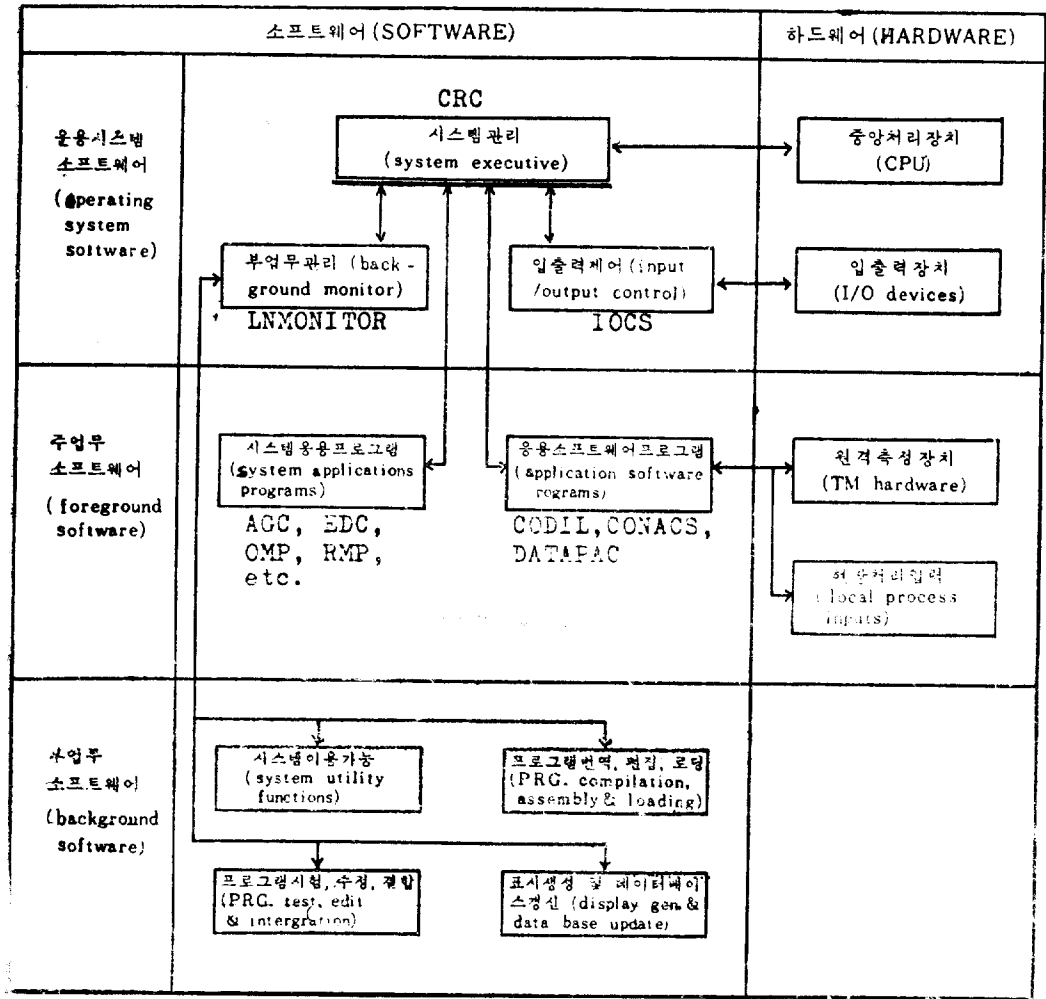 소프트웨어 (SOFTWARE)
하드웨어 (HARDWARE)
운용시스템
소프트웨어
(operating
system
software)
CRC
시스템관리
(system executive)
중앙처리장치
(CPU)
부업무관리 (back-
ground monitor)
LNMONITOR
입출력제어 (input
/output control)
IOCS
입출력장치
(I/O devices)
주업무
소프트웨어
(foreground
software)
시스템응용프로그램
(system applications
programs)
AGC, EDC,
OMP, RMP,
etc.
응용소프트웨어프로그램
(application software
rograms)
CODIL, CONACS,
DATAPAC
원격측정장치
(TM hardware)
(local process
inputs)
부업무
소프트웨어
(background
software)
시스템이용기능
(system utility
functions)
프로그램번역, 편집, 로딩
(PRG. compilation,
assembly & loading)
프로그램시험, 수정, 결합
(PRG. test, edit
& intergration)
표시생성 및 데이터베이
스갱신 (display gen. &
data base update)